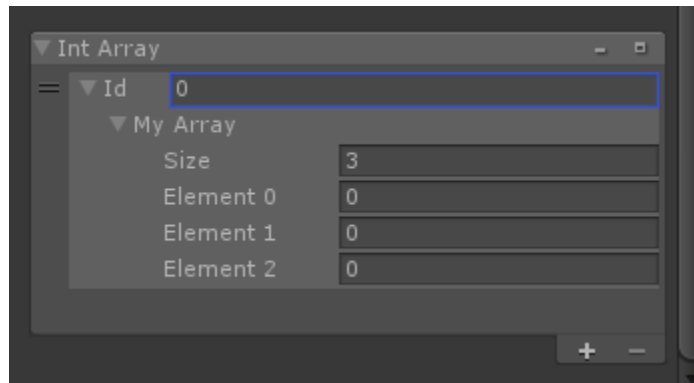 Int Array
Id 0
My Array
Size 3
Element 0 0
Element 1 0
Element 2 0